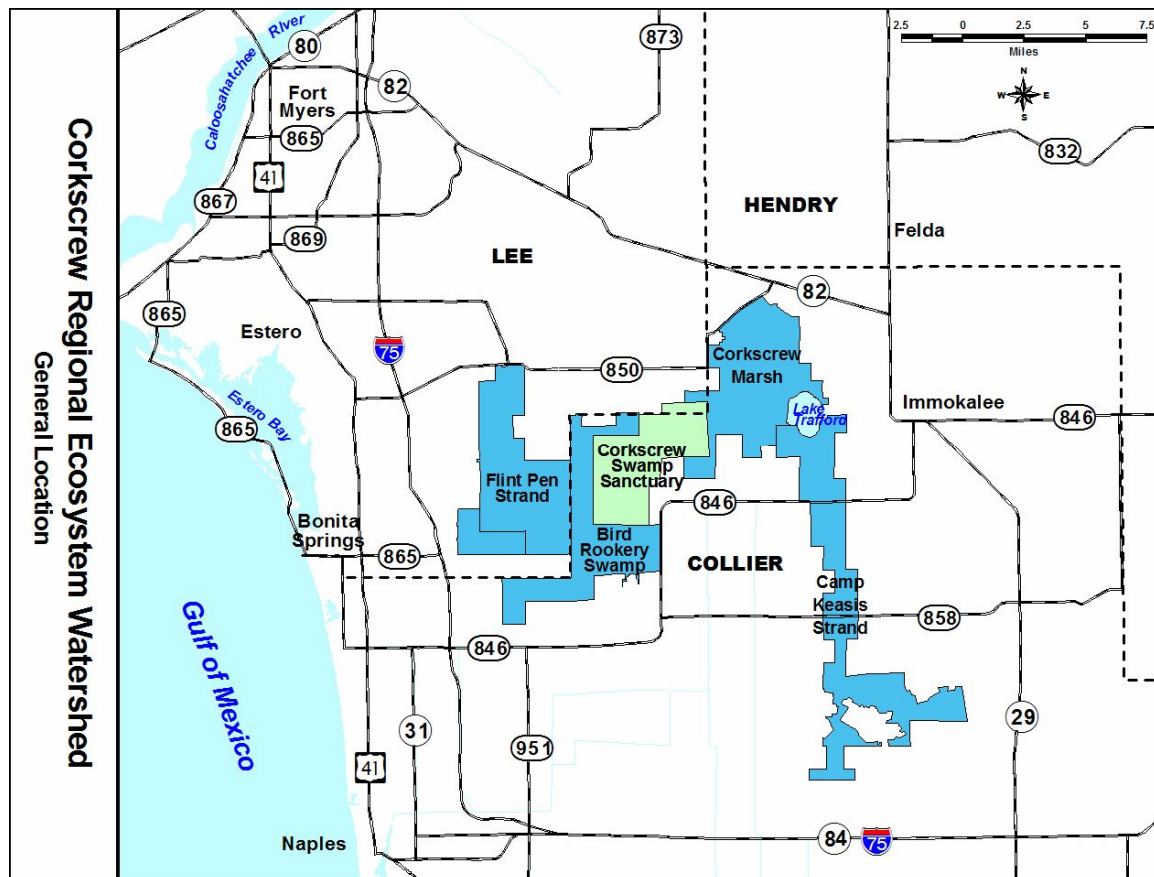 Corkscrew Regional Ecosystem Watershed
General Location
2.5
0
2.5
5
7.5
Miles
N
W
E
S
Caloosahatchee
River
80
873
82
Fort
Myers
865
41
832
867
869
HENDRY
Felda
LEE
82
865
Estero
75
850
Corkscrew
Marsh
Estero Bay
865
Lake
Trafford
Immokalee
846
Corkscrew
Swamp
Sanctuary
Flint Pen
Strand
846
Bonita
Springs
865
Bird
Rookery
Swamp
COLLIER
Camp
Keasis
Strand
858
846
Gulf of Mexico
31
951
29
41
Naples
84
75